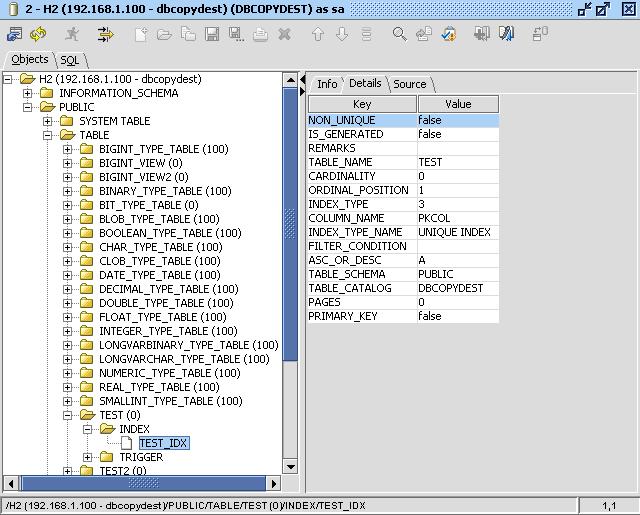 2 - H2 (192.168.1.100 - dbcopydest) (DBCOPYDEST) as sa
Objects SQL
H2 (192.168.1.100 - dbcopydest)
INFORMATION_SCHEMA
PUBLIC
SYSTEM TABLE
TABLE
BIGINT_TYPE_TABLE (100)
BIGINT_VIEW (0)
BIGINT_VIEW2 (0)
BINARY_TYPE_TABLE (100)
BIT_TYPE_TABLE (0)
BLOB_TYPE_TABLE (100)
BOOLEAN_TYPE_TABLE (100)
CHAR_TYPE_TABLE (100)
CLOB_TYPE_TABLE (100)
DATE_TYPE_TABLE (100)
DECIMAL_TYPE_TABLE (100)
DOUBLE_TYPE_TABLE (100)
FLOAT_TYPE_TABLE (100)
INTEGER_TYPE_TABLE (100)
LONGVARBINARY_TYPE_TABLE (100)
LONGVARCHAR_TYPE_TABLE (100)
NUMERIC_TYPE_TABLE (100)
REAL_TYPE_TABLE (100)
SMALLINT_TYPE_TABLE (100)
TEST (0)
INDEX
TEST_IDX
TRIGGER
TEST2 (0)
Info Details Source
Key Value
NON_UNIQUE false
IS_GENERATED false
REMARKS
TABLE_NAME TEST
CARDINALITY 0
ORDINAL_POSITION 1
INDEX_TYPE 3
COLUMN_NAME PKCOL
INDEX_TYPE_NAME UNIQUE INDEX
FILTER_CONDITION
ASC_OR_DESC A
TABLE_SCHEMA PUBLIC
TABLE_CATALOG DBCOPYDEST
PAGES 0
PRIMARY_KEY false
/H2 (192.168.1.100 - dbcopydest)/PUBLIC/TABLE/TEST (0)/INDEX/TEST_IDX
1,1